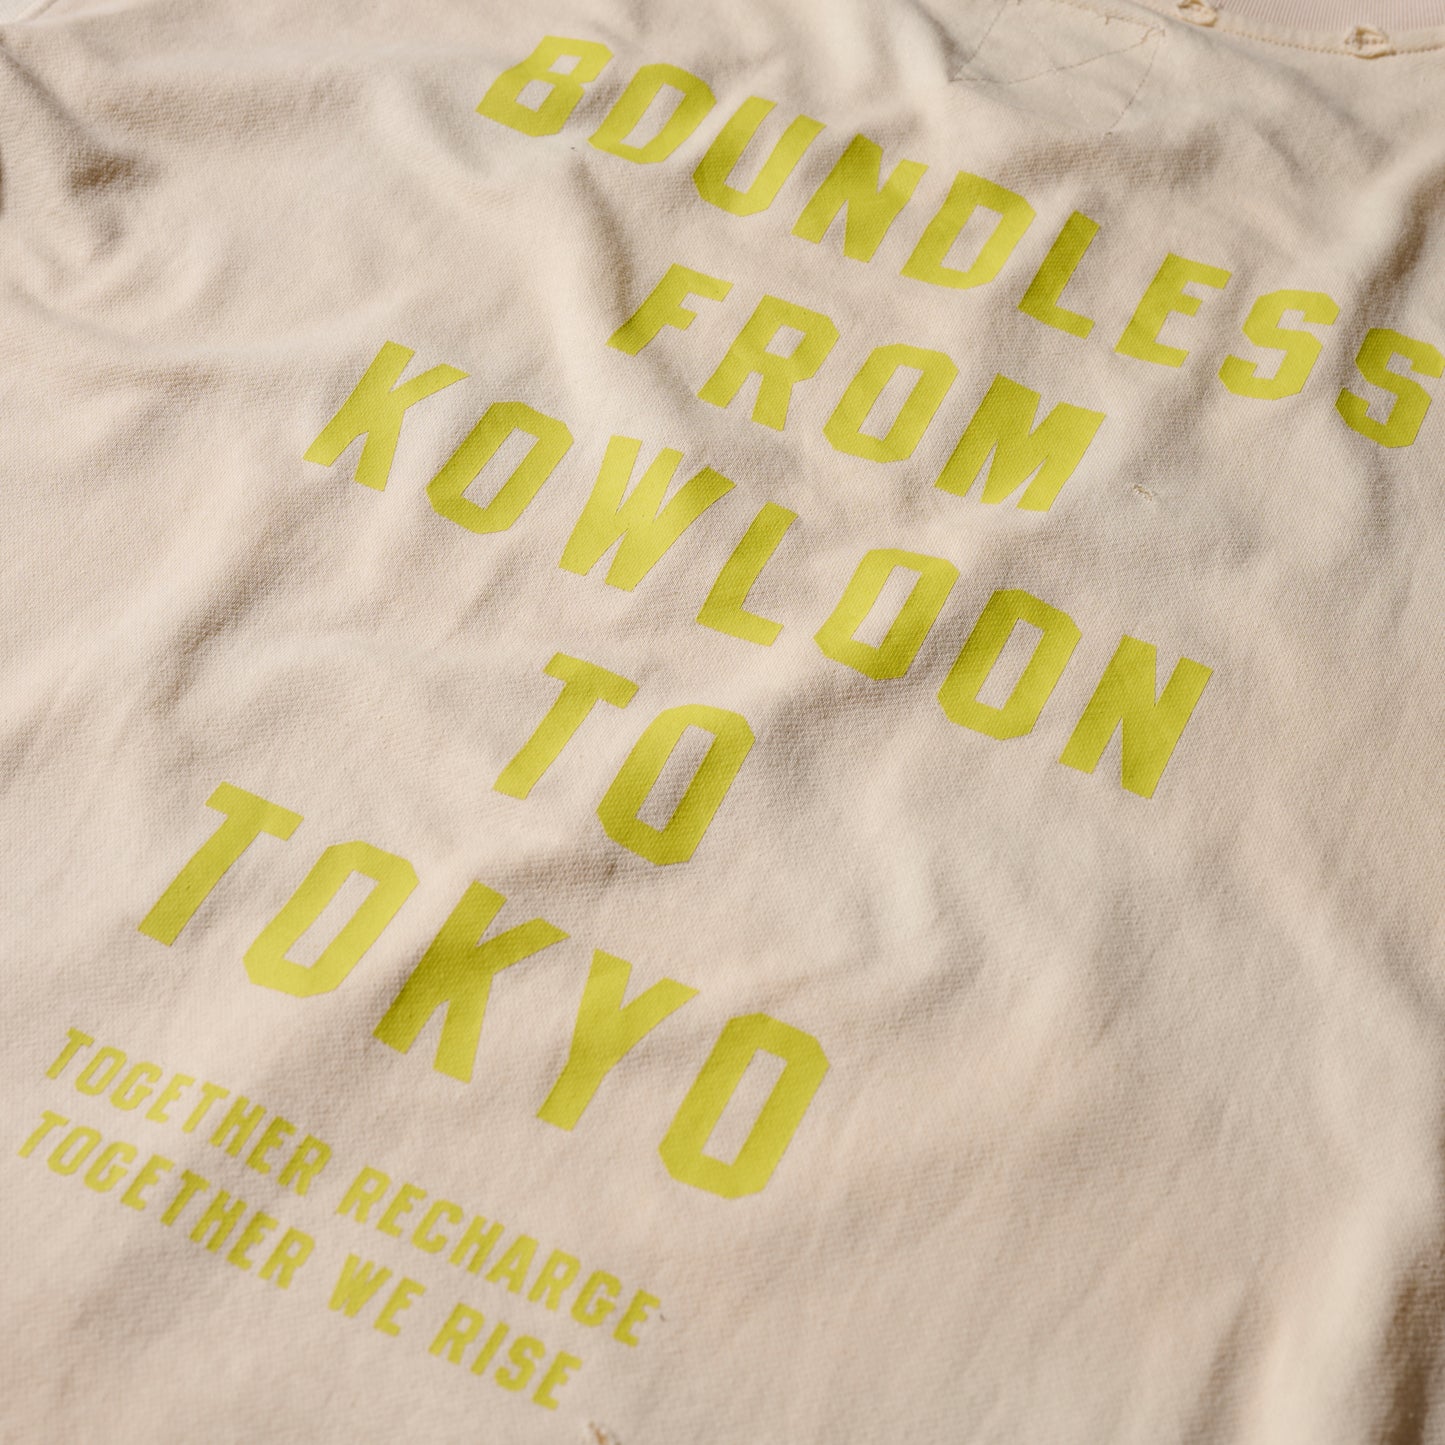 BOUNDLESS
FROM
KOWLOON
TO
TOKYO
TOGETHER RECHARGE
TOGETHER WE RISE